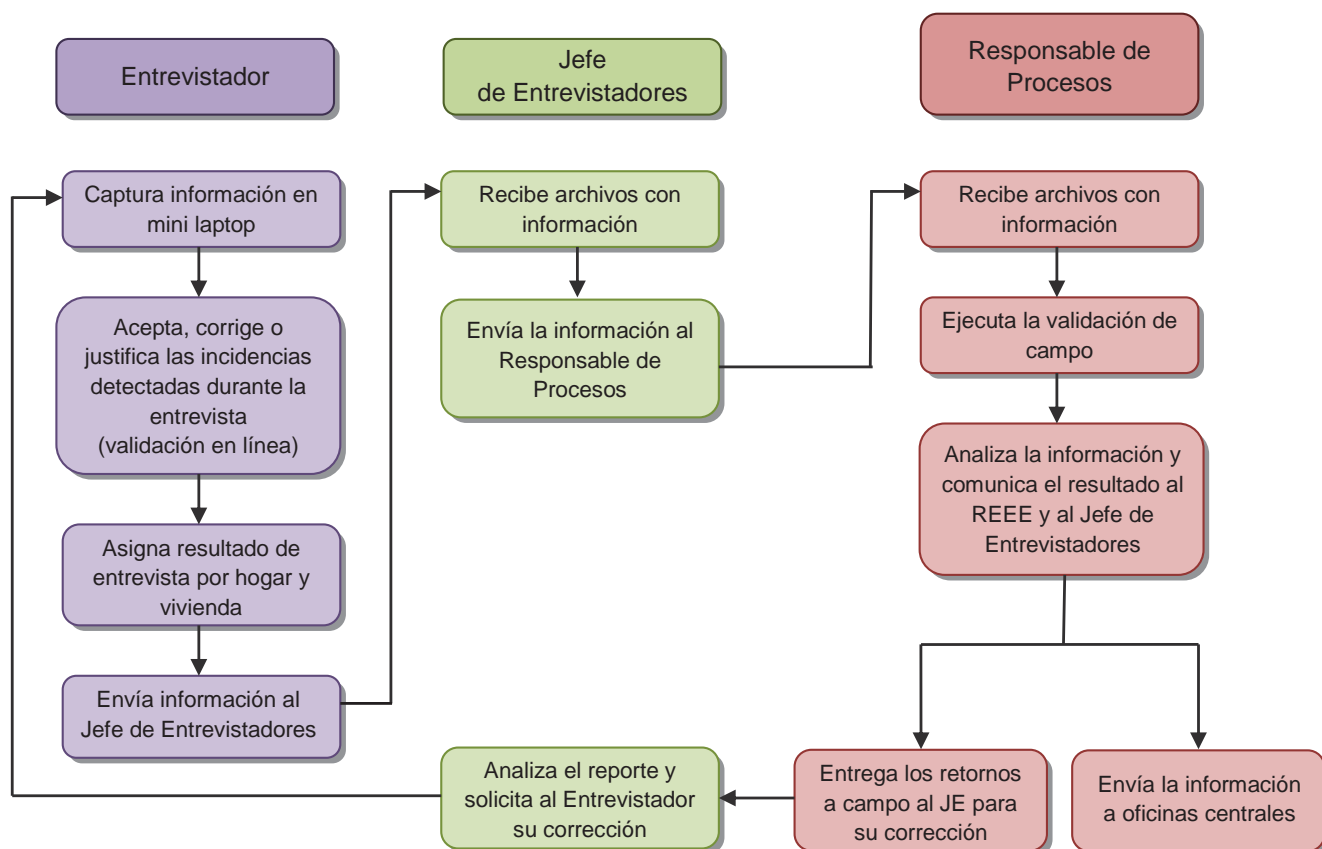 Entrevistador
Jefe
de Entrevistadores
Responsable de
Procesos
Captura información en
mini laptop
Acepta, corrige o
justifica las incidencias
detectadas durante la
entrevista
(validación en línea)
Asigna resultado de
entrevista por hogar y
vivienda
Envía información al
Jefe de Entrevistadores
Recibe archivos con
información
Envía la información al
Responsable de
Procesos
Recibe archivos con
información
Ejecuta la validación de
campo
Analiza la información y
comunica el resultado al
REEE y al Jefe de
Entrevistadores
Analiza el reporte y
solicita al Entrevistador
su corrección
Entrega los retornos
a campo al JE para
su corrección
Envía la información
a oficinas centrales